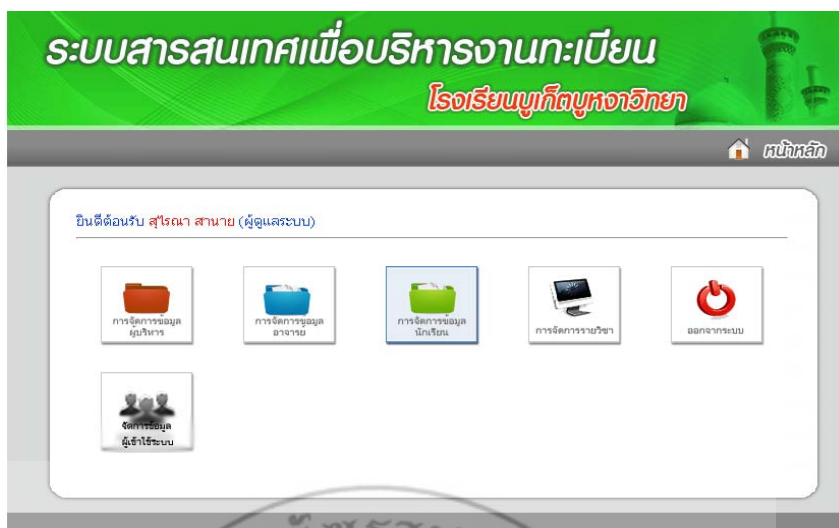 ระบบสารสนเทศเพื่อบริหารงานทะเบียน
โรงเรียนบูเก็ตบูหงาวิทยา
หน้าหลัก
ยินดีต้อนรับ สุไรณา สานาย (ผู้ดูแลระบบ)
การจัดการข้อมูล
ผู้บริหาร
การจัดการข้อมูล
อาจารย์
การจัดการข้อมูล
นักเรียน
การจัดการรายวิชา
ออกจากระบบ
จัดการข้อมูล
ผู้เข้าใช้ระบบ